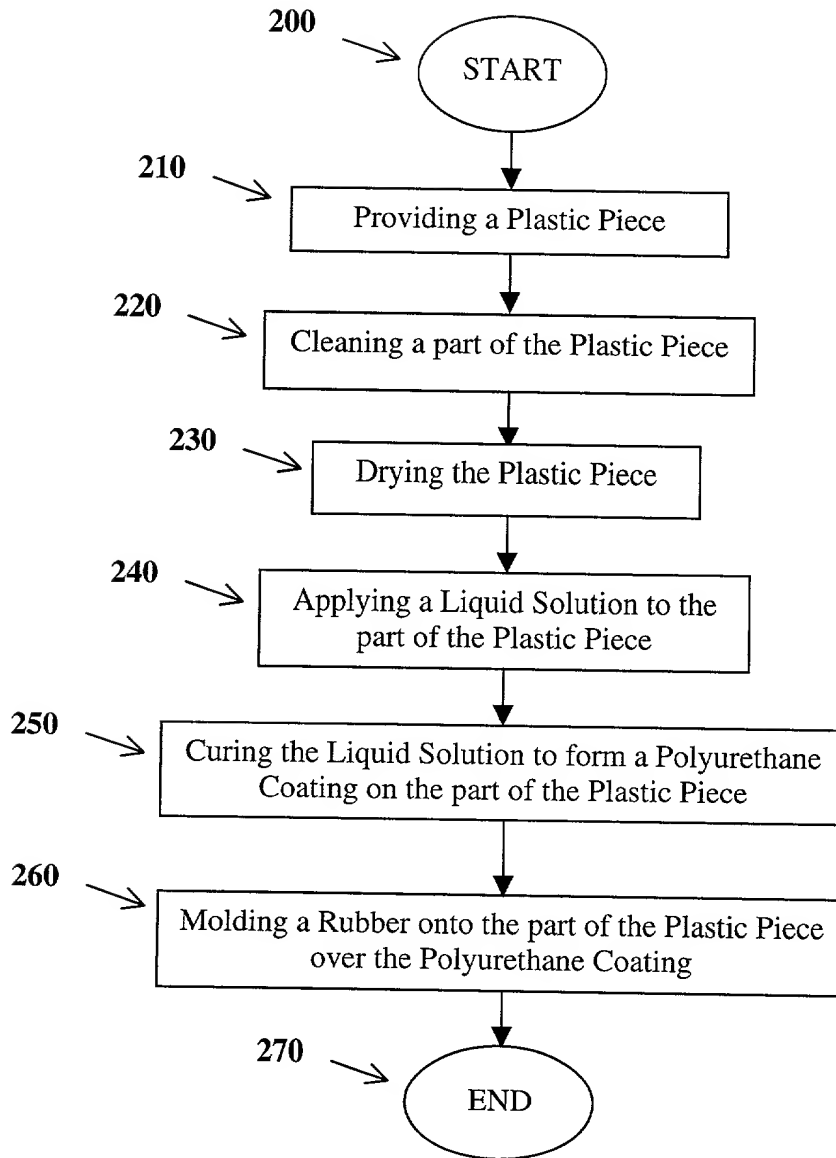 200
START
210
Providing a Plastic Piece
220
Cleaning a part of the Plastic Piece
230
Drying the Plastic Piece
240
Applying a Liquid Solution to the
part of the Plastic Piece
250
Curing the Liquid Solution to form a Polyurethane
Coating on the part of the Plastic Piece
260
Molding a Rubber onto the part of the Plastic Piece
over the Polyurethane Coating
270
END